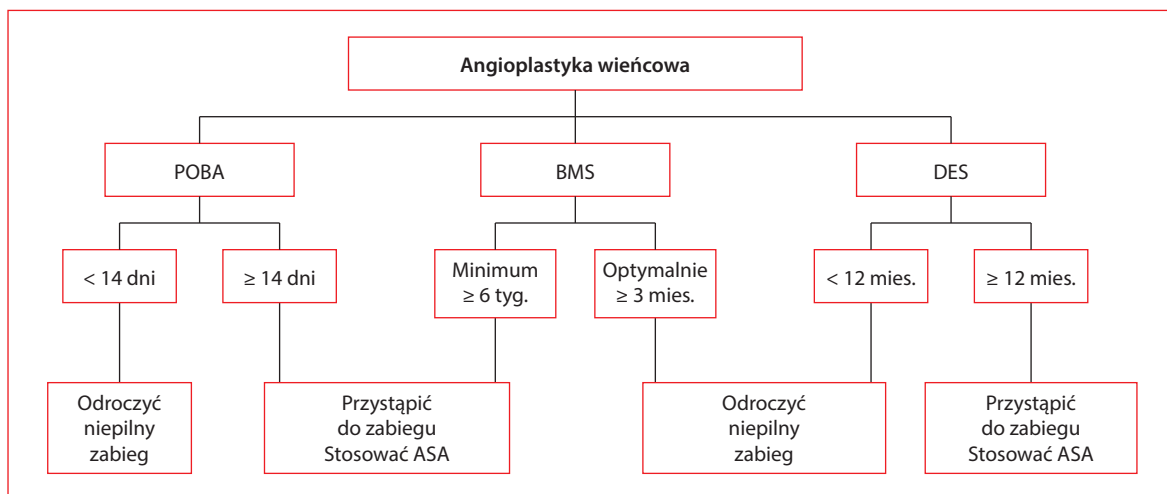 Angioplastyka wieńcowa
POBA
BMS
DES
< 14 dni
≥ 14 dni
Minimum
≥ 6 tyg.
Optymalnie
≥ 3 mies.
< 12 mies.
≥ 12 mies.
Odroczyć
niepilny
zabieg
Przystąpić
do zabiegu
Stosować ASA
Odroczyć
niepilny
zabieg
Przystąpić
do zabiegu
Stosować ASA